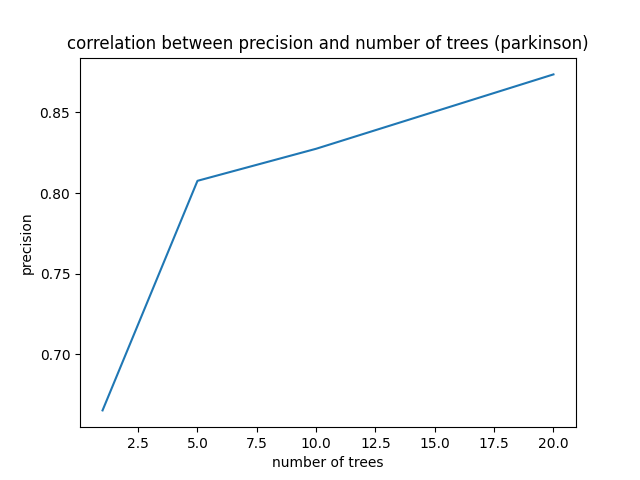 correlation between precision and number of trees (parkinson)
0.85
0.80
0.75
0.70
precision
2.5 5.0 7.5 10.0 12.5 15.0 17.5 20.0
number of trees